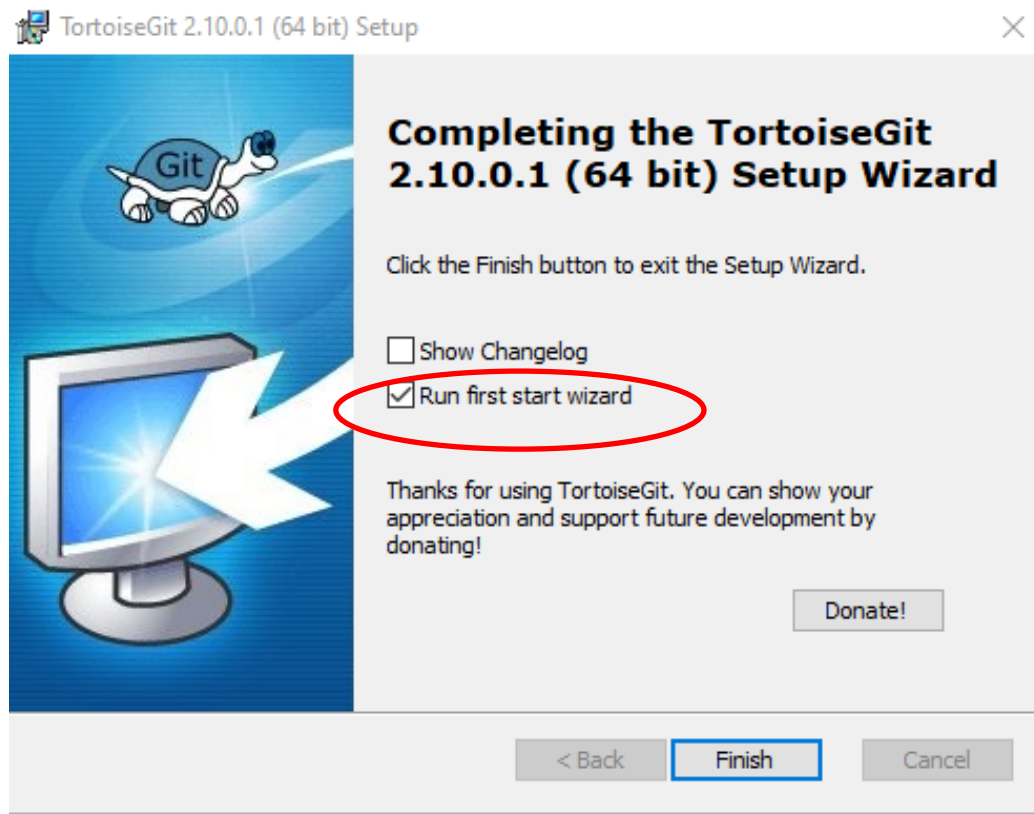 TortoiseGit 2.10.0.1 (64 bit) Setup
Git
Completing the TortoiseGit
2.10.0.1 (64 bit) Setup Wizard
Click the Finish button to exit the Setup Wizard.
Show Changelog
Run first start wizard
Thanks for using TortoiseGit. You can show your
appreciation and support future development by
donating!
Donate!
< Back
Finish
Cancel